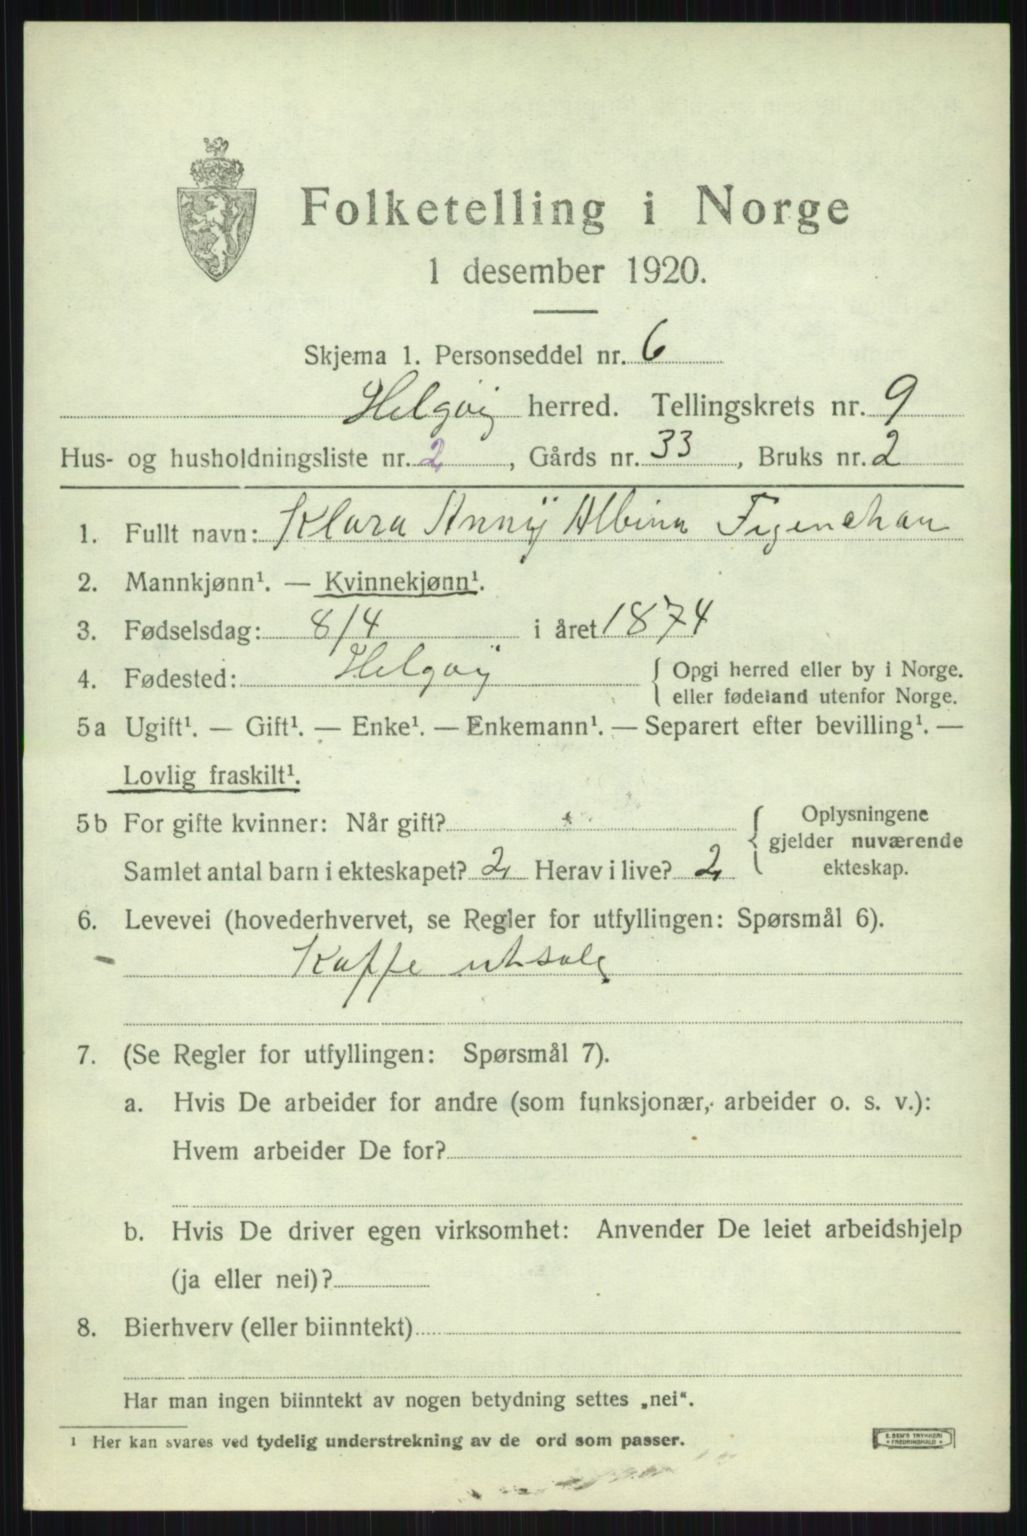 Folketelling i Norge
1 desember 1920.
Skjema 1. Personseddel nr. 6
Helgøy herred. Tellingskrets nr. 9
Hus- og husholdningsliste nr. 2, Gårds nr. 33, Bruks nr. 2
1. Fullt navn: Klara Anny Albina Figenchau
2. Mannkjønn¹. — Kvinnekjønn¹.
3. Fødselsdag: 8/4 i året 1874
4. Fødested: Helgøy { Opgi herred eller by i Norge.
eller fødeland utenfor Norge.
5a Ugift¹. — Gift¹. — Enke¹. — Enkemann¹. — Separert efter bevilling¹. —
Lovlig fraskilt¹.
5b For gifte kvinner: Når gift?
Samlet antal barn i ekteskapet? 2 Herav i live? 2
Oplysningene
gjelder nuværende
ekteskap.
6. Levevei (hovederhvervet, se Regler for utfyllingen: Spørsmål 6).
Kaffe utsalg
7. (Se Regler for utfyllingen: Spørsmål 7).
a. Hvis De arbeider for andre (som funksjonær, arbeider o. s. v.):
Hvem arbeider De for?
b. Hvis De driver egen virksomhet: Anvender De leiet arbeidshjelp
(ja eller nei)?
8. Bierhverv (eller biinntekt)
Har man ingen biinntekt av nogen betydning settes „nei“.
¹ Her kan svares ved tydelig understrekning av de ord som passer.